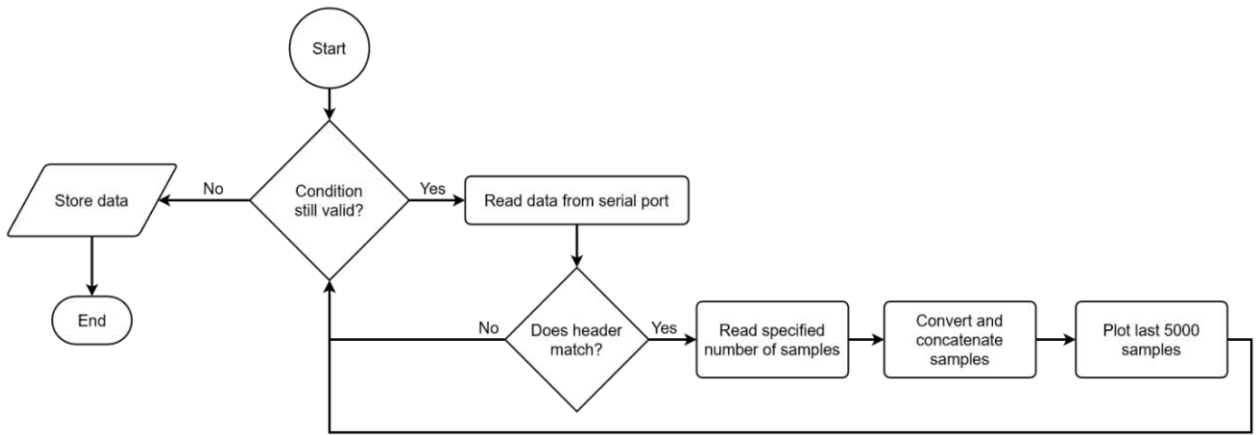 Start
Condition
still valid?
No
Yes
Store data
Read data from serial port
End
Does header
match?
No
Yes
Read specified
number of samples
Convert and
concatenate
samples
Plot last 5000
samples